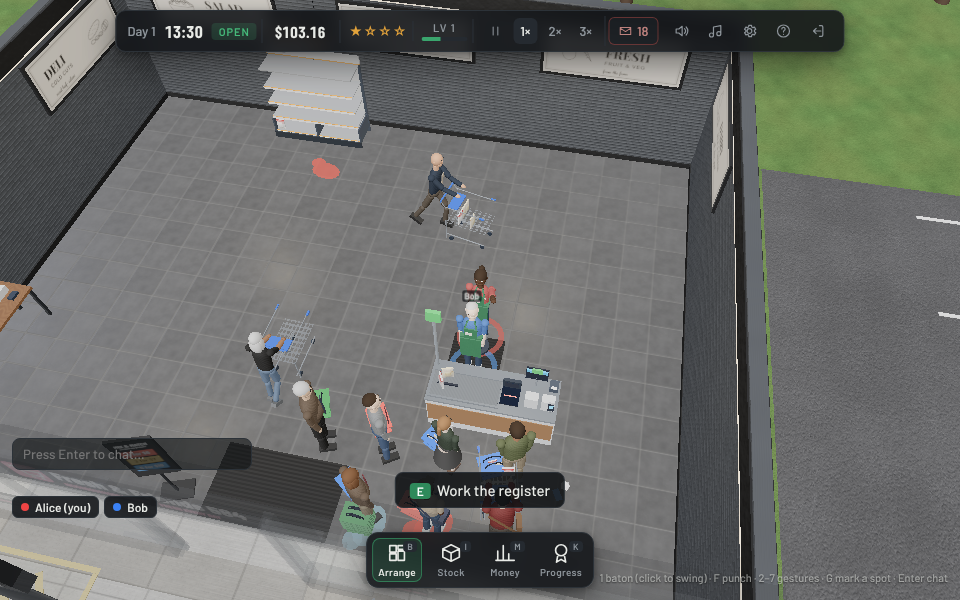 Day 1 13:30 OPEN $103.16 LV 1 1× 2× 3× 18
DELI
FRESH
Bob
Press Enter to chat...
Alice (you) Bob
E Work the register
B I M K
Arrange Stock Money Progress
1 baton (click to swing) · F punch · 2-7 gestures · G mark a spot · Enter chat